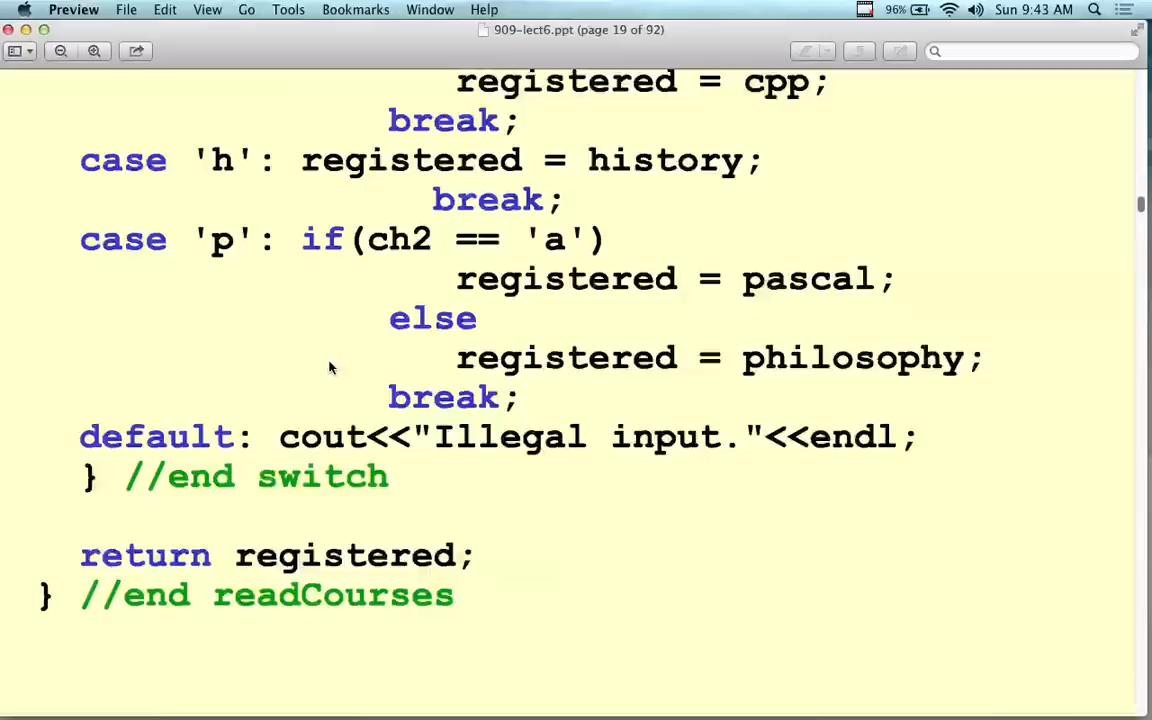 Preview File Edit View Go Tools Bookmarks Window Help 96% Sun 9:43 AM
909-lect6.ppt (page 19 of 92)
registered = cpp;
break;
case 'h': registered = history;
break;
case 'p': if(ch2 == 'a')
registered = pascal;
else
registered = philosophy;
break;
default: cout<<"Illegal input."<<endl;
} //end switch
return registered;
} //end readCourses